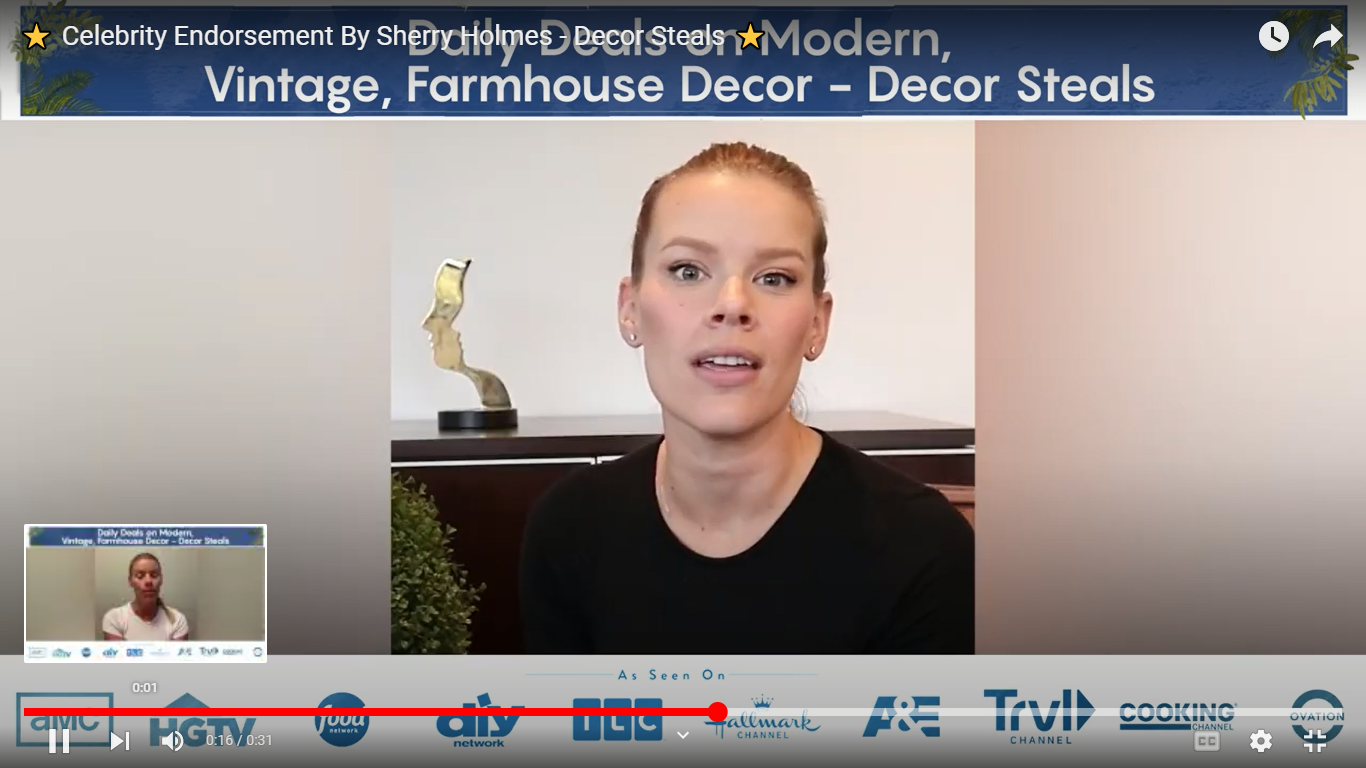 ⭐ Celebrity Endorsement By Sherry Holmes - Decor Steals ⭐
Daily Deals on Modern,
Vintage, Farmhouse Decor – Decor Steals
Daily Deals on Modern,
Vintage, Farmhouse Decor – Decor Steals
As Seen On
0:01
aMC
HGTV
food
network
diy
network
TLC
Hallmark
CHANNEL
A&E
Trvl
CHANNEL
COOKING
CHANNEL
OVATION
0:16 / 0:31
CC